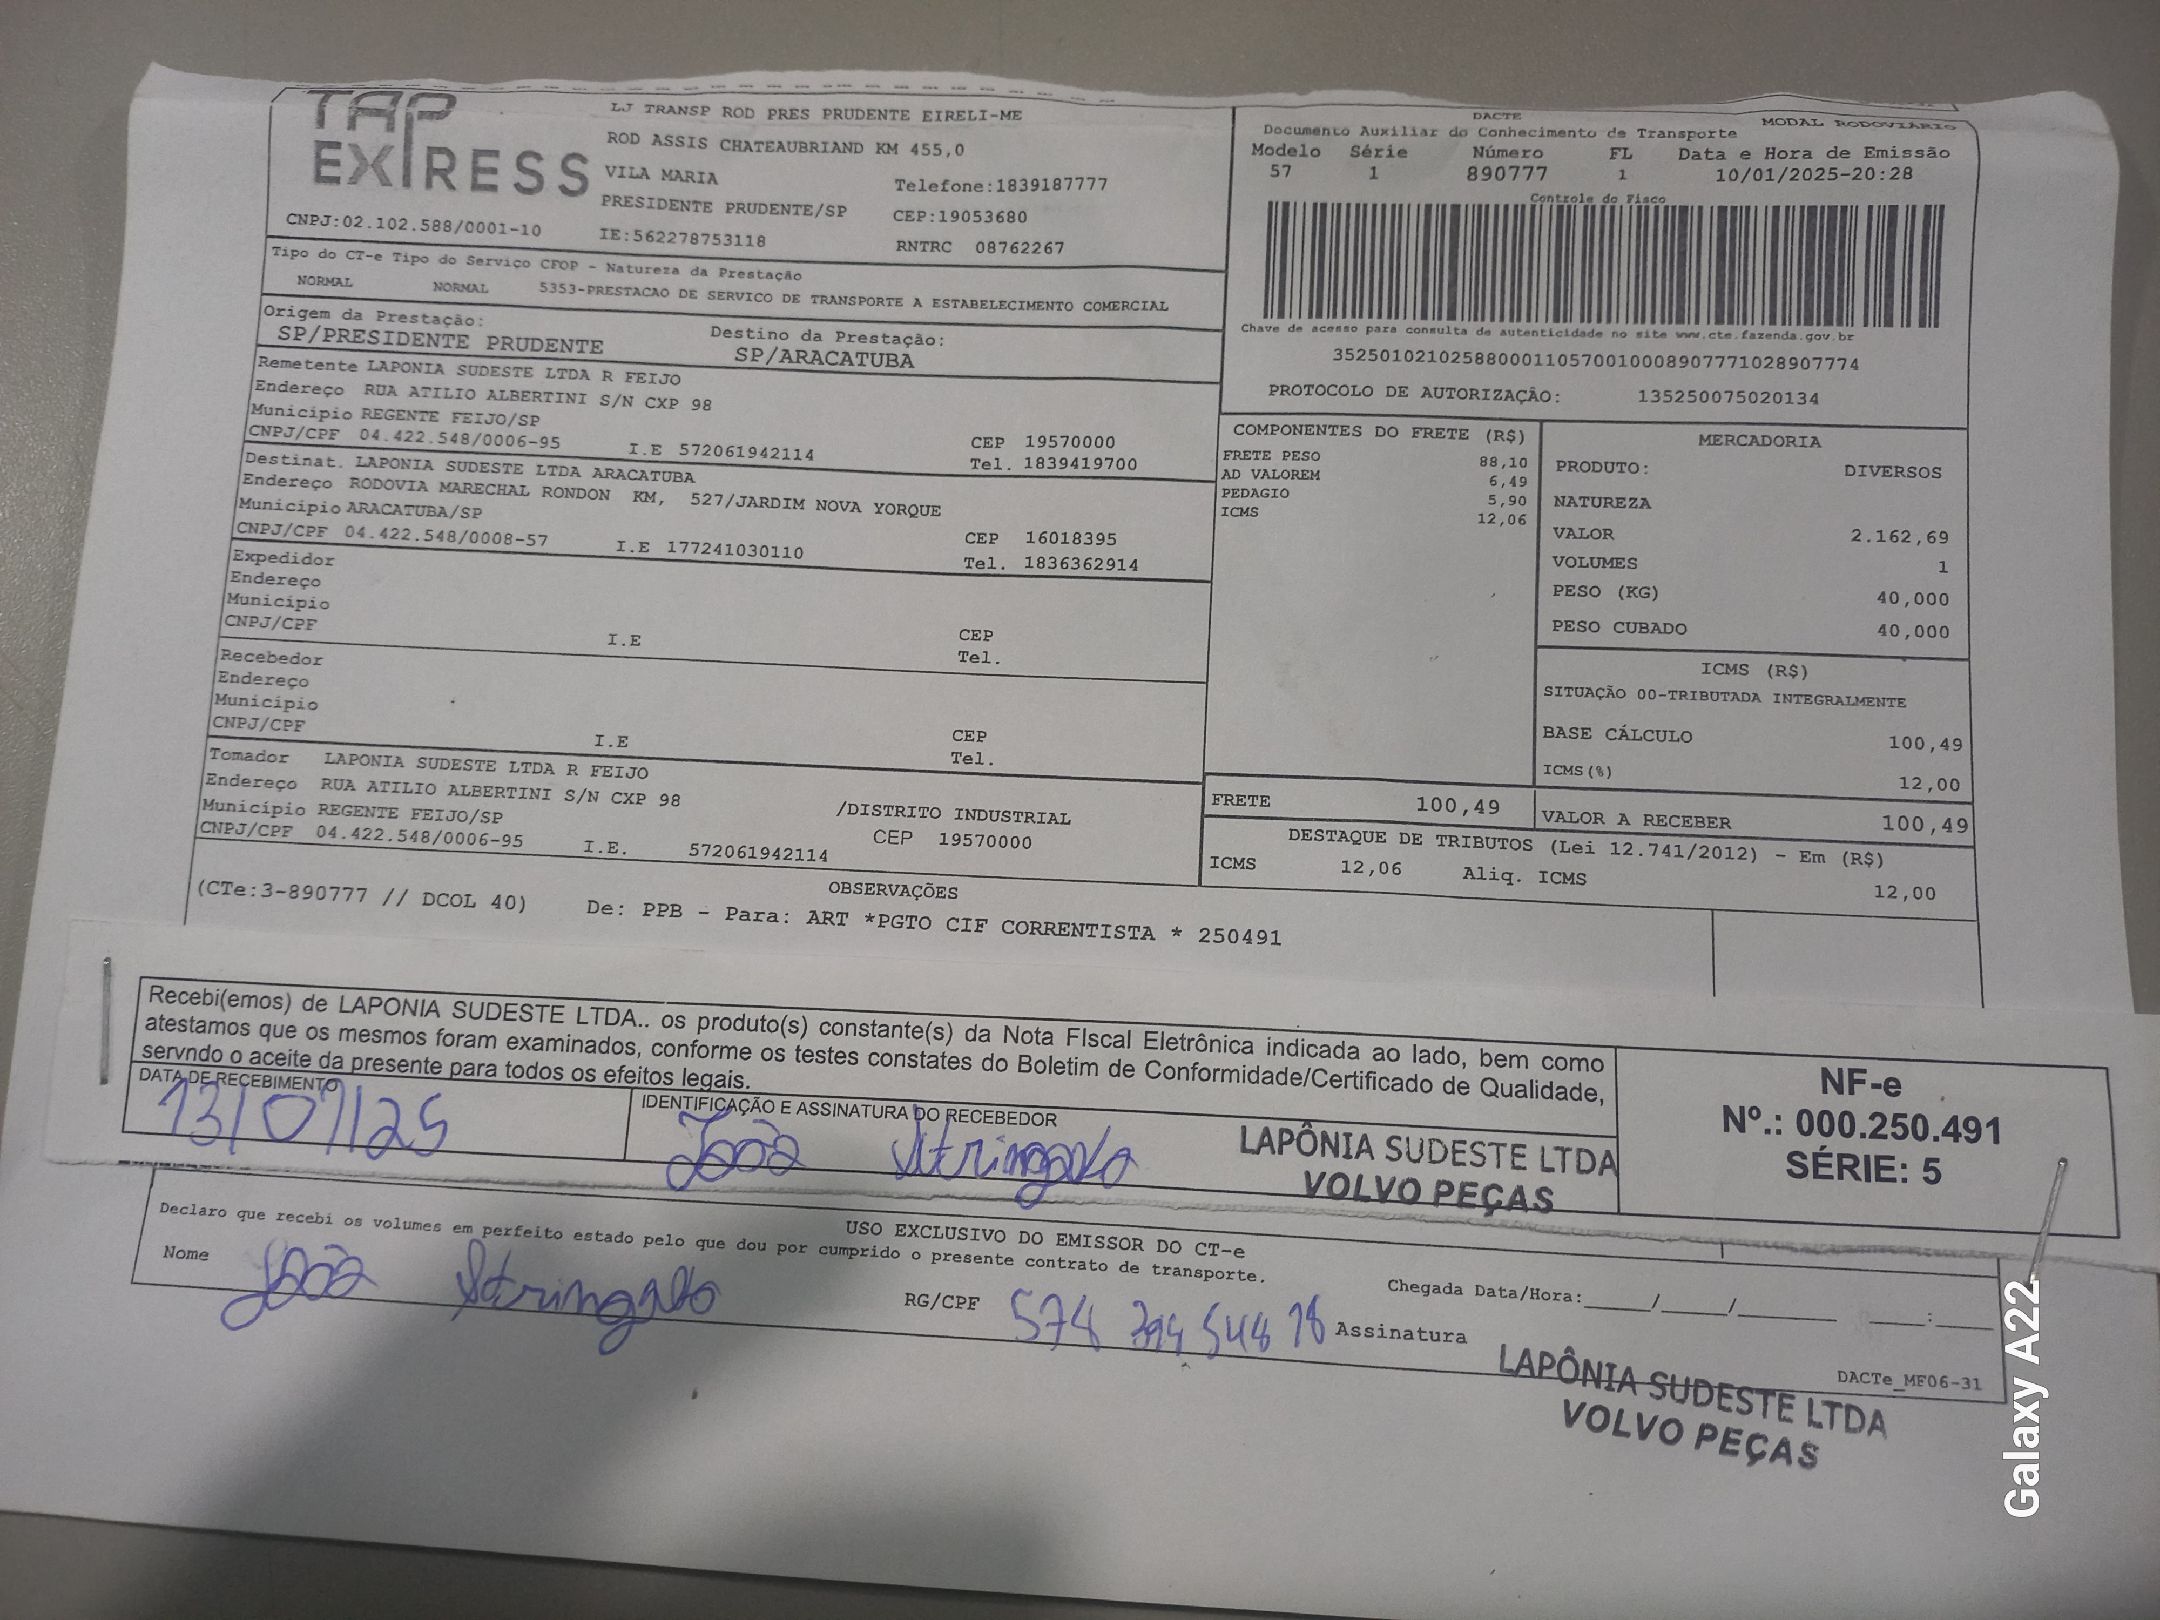 TAP EXPRESS
LJ TRANSP ROD PRES PRUDENTE EIRELI-ME
ROD ASSIS CHATEAUBRIAND KM 455,0
VILA MARIA Telefone:1839187777
PRESIDENTE PRUDENTE/SP CEP:19053680
CNPJ:02.102.588/0001-10 IE:562278753118 RNTRC 08762267
DACTE MODAL RODOVIÁRIO
Documento Auxiliar do Conhecimento de Transporte
Modelo Série Número FL Data e Hora de Emissão
57 1 890777 1 10/01/2025-20:28
Controle do Fisco
Chave de acesso para consulta de autenticidade no site www.cte.fazenda.gov.br
35250102102588000110570010008907771028907774
PROTOCOLO DE AUTORIZAÇÃO: 135250075020134
Tipo do CT-e Tipo do Serviço CFOP - Natureza da Prestação
NORMAL NORMAL 5353-PRESTACAO DE SERVICO DE TRANSPORTE A ESTABELECIMENTO COMERCIAL
Origem da Prestação: Destino da Prestação:
SP/PRESIDENTE PRUDENTE SP/ARACATUBA
Remetente LAPONIA SUDESTE LTDA R FEIJO
Endereço RUA ATILIO ALBERTINI S/N CXP 98
Município REGENTE FEIJO/SP CEP 19570000
CNPJ/CPF 04.422.548/0006-95 I.E 572061942114 Tel. 1839419700
Destinat. LAPONIA SUDESTE LTDA ARACATUBA
Endereço RODOVIA MARECHAL RONDON KM, 527/JARDIM NOVA YORQUE
Município ARACATUBA/SP CEP 16018395
CNPJ/CPF 04.422.548/0008-57 I.E 177241030110 Tel. 1836362914
Expedidor
Endereço
Município CEP
CNPJ/CPF I.E Tel.
Recebedor
Endereço
Município CEP
CNPJ/CPF I.E Tel.
Tomador LAPONIA SUDESTE LTDA R FEIJO
Endereço RUA ATILIO ALBERTINI S/N CXP 98 /DISTRITO INDUSTRIAL
Município REGENTE FEIJO/SP CEP 19570000
CNPJ/CPF 04.422.548/0006-95 I.E. 572061942114
COMPONENTES DO FRETE (R$)
FRETE PESO 88,10
AD VALOREM 6,49
PEDAGIO 5,90
ICMS 12,06
MERCADORIA
PRODUTO: DIVERSOS
NATUREZA
VALOR 2.162,69
VOLUMES 1
PESO (KG) 40,000
PESO CUBADO 40,000
ICMS (R$)
SITUAÇÃO 00-TRIBUTADA INTEGRALMENTE
BASE CÁLCULO 100,49
ICMS(%) 12,00
FRETE 100,49 VALOR A RECEBER 100,49
DESTAQUE DE TRIBUTOS (Lei 12.741/2012) - Em (R$)
ICMS 12,06 Aliq. ICMS 12,00
OBSERVAÇÕES
(CTe:3-890777 // DCOL 40) De: PPB - Para: ART *PGTO CIF CORRENTISTA * 250491
Recebi(emos) de LAPONIA SUDESTE LTDA.. os produto(s) constante(s) da Nota FIscal Eletrônica indicada ao lado, bem como
atestamos que os mesmos foram examinados, conforme os testes constates do Boletim de Conformidade/Certificado de Qualidade,
servndo o aceite da presente para todos os efeitos legais.
DATA DE RECEBIMENTO IDENTIFICAÇÃO E ASSINATURA DO RECEBEDOR
13/01/25 João Stringato
LAPÔNIA SUDESTE LTDA
VOLVO PEÇAS
NF-e
Nº.: 000.250.491
SÉRIE: 5
USO EXCLUSIVO DO EMISSOR DO CT-e
Declaro que recebi os volumes em perfeito estado pelo que dou por cumprido o presente contrato de transporte.
Nome João Stringato RG/CPF 574 394 548 18 Assinatura
Chegada Data/Hora:_____/_____/________ ____:____
LAPÔNIA SUDESTE LTDA
VOLVO PEÇAS
DACTe_MF06-31
Galaxy A22